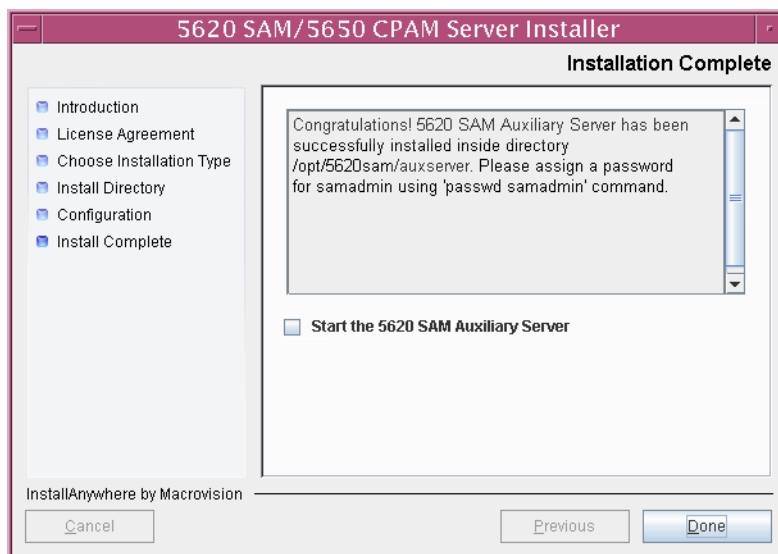 5620 SAM/5650 CPAM Server Installer
Installation Complete
Introduction
License Agreement
Choose Installation Type
Install Directory
Configuration
Install Complete
Congratulations! 5620 SAM Auxiliary Server has been
successfully installed inside directory
/opt/5620sam/auxserver. Please assign a password
for samadmin using 'passwd samadmin' command.
Start the 5620 SAM Auxiliary Server
InstallAnywhere by Macrovision
Cancel
Previous
Done